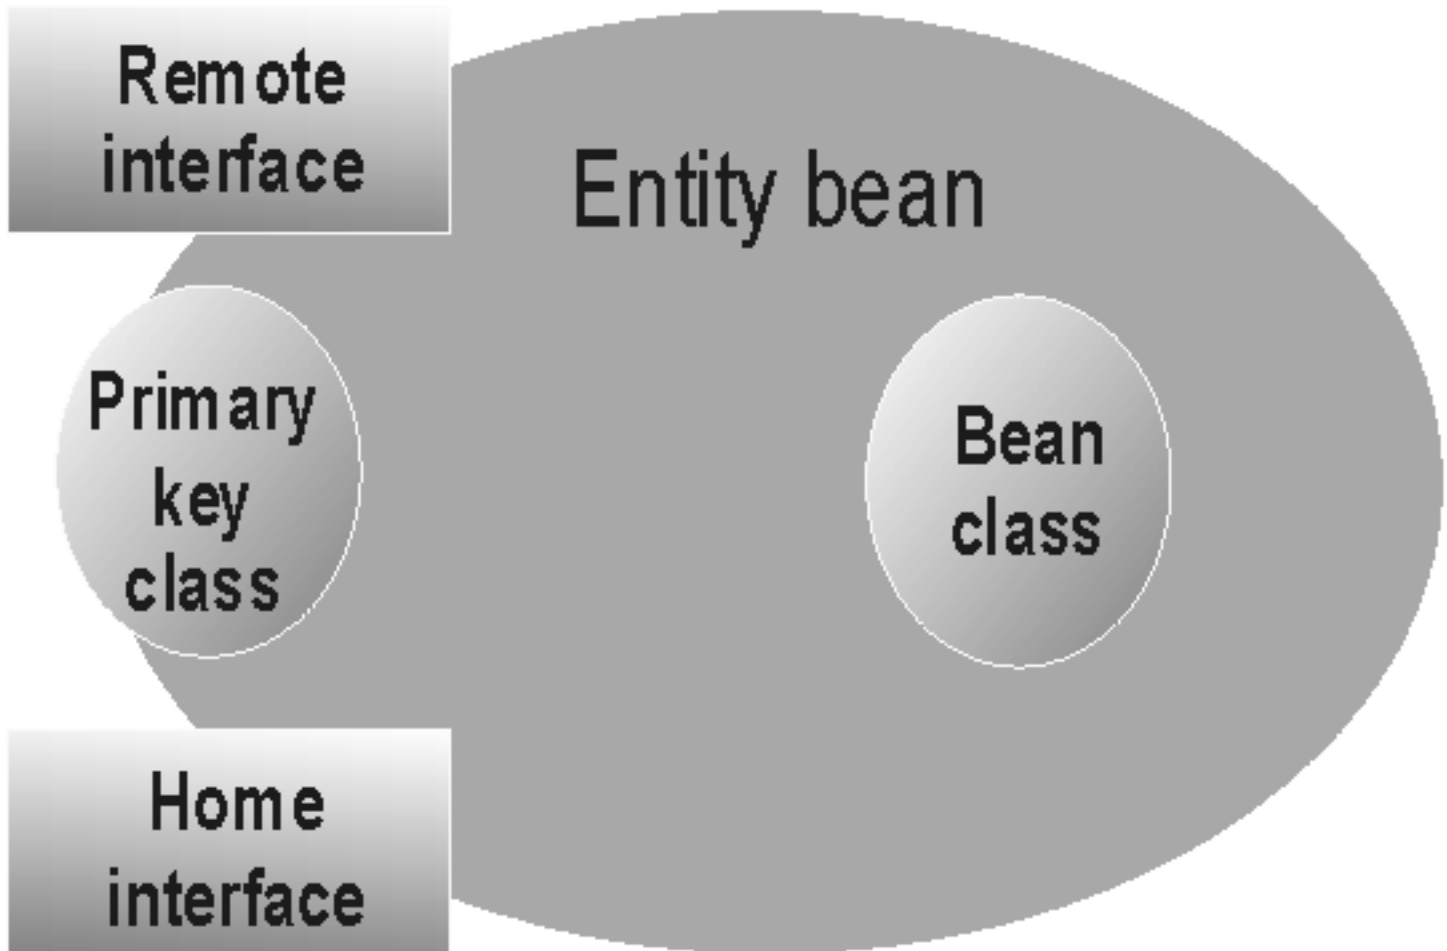 Remote
interface
Entity bean
Primary
key
class
Bean
class
Home
interface